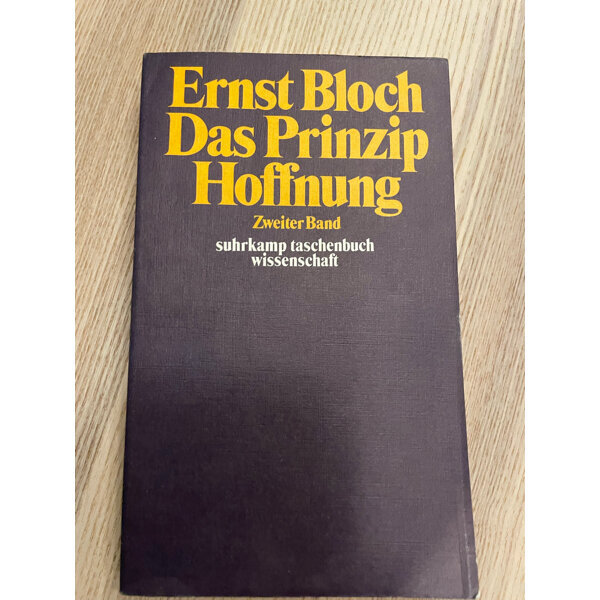 Ernst Bloch
Das Prinzip
Hoffnung
Zweiter Band
suhrkamp taschenbuch
wissenschaft